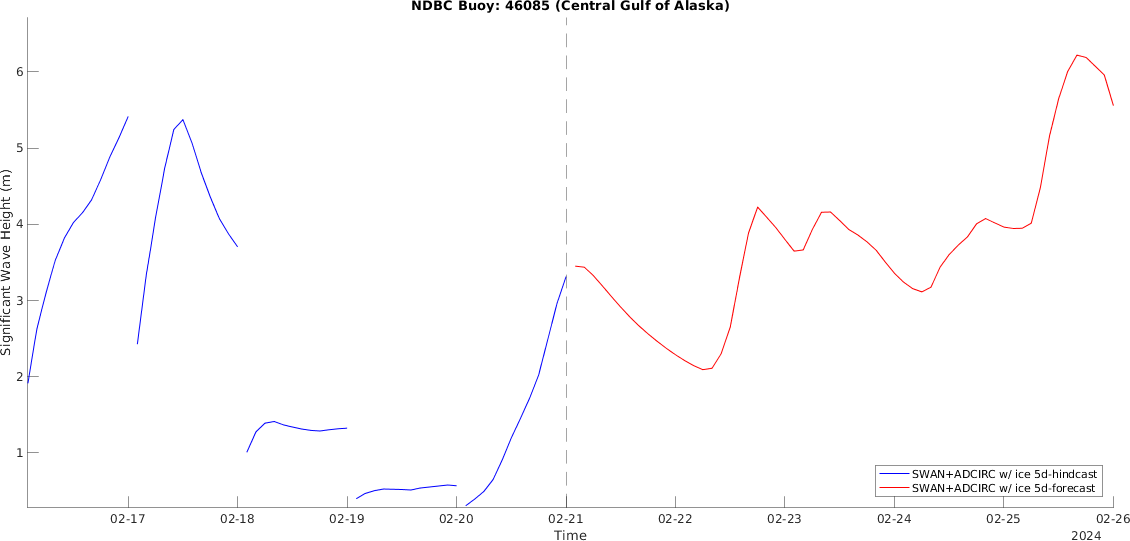 NDBC Buoy: 46085 (Central Gulf of Alaska)
6
5
4
3
2
1
Significant Wave Height (m)
SWAN+ADCIRC w/ ice 5d-hindcast
SWAN+ADCIRC w/ ice 5d-forecast
02-17 02-18 02-19 02-20 02-21 02-22 02-23 02-24 02-25 02-26
Time
2024